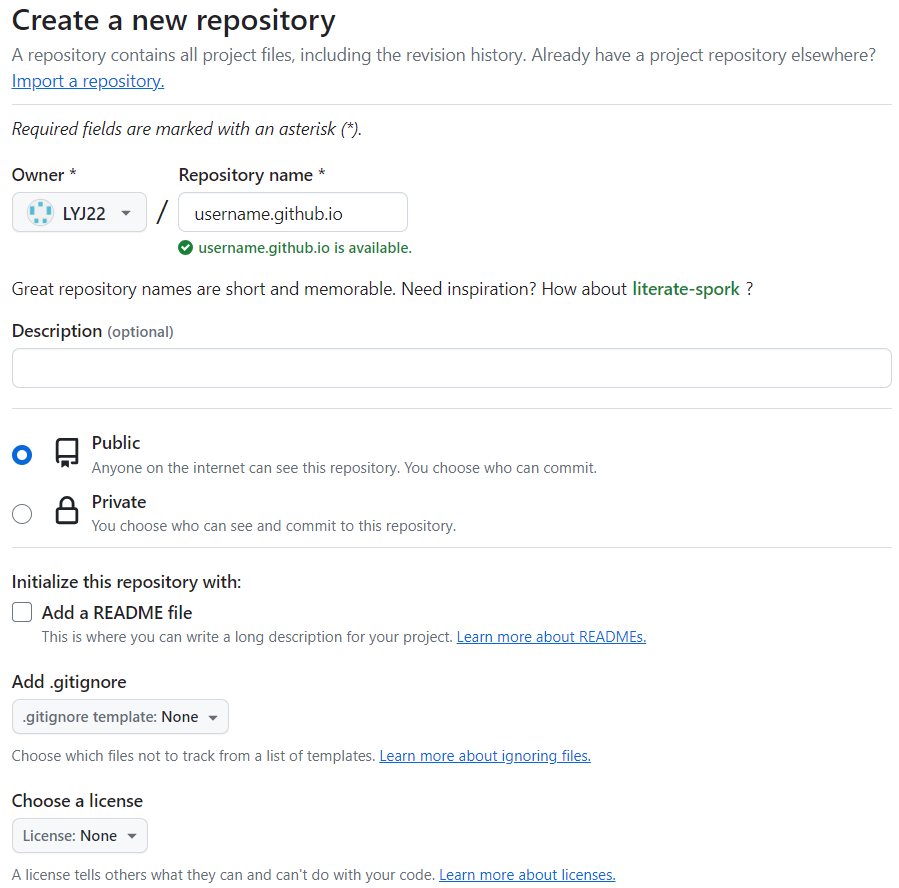 Create a new repository
A repository contains all project files, including the revision history. Already have a project repository elsewhere?
Import a repository.
Required fields are marked with an asterisk (*).
Owner * Repository name *
LYJ22 / username.github.io
username.github.io is available.
Great repository names are short and memorable. Need inspiration? How about literate-spork ?
Description (optional)
Public
Anyone on the internet can see this repository. You choose who can commit.
Private
You choose who can see and commit to this repository.
Initialize this repository with:
Add a README file
This is where you can write a long description for your project. Learn more about READMEs.
Add .gitignore
.gitignore template: None
Choose which files not to track from a list of templates. Learn more about ignoring files.
Choose a license
License: None
A license tells others what they can and can't do with your code. Learn more about licenses.